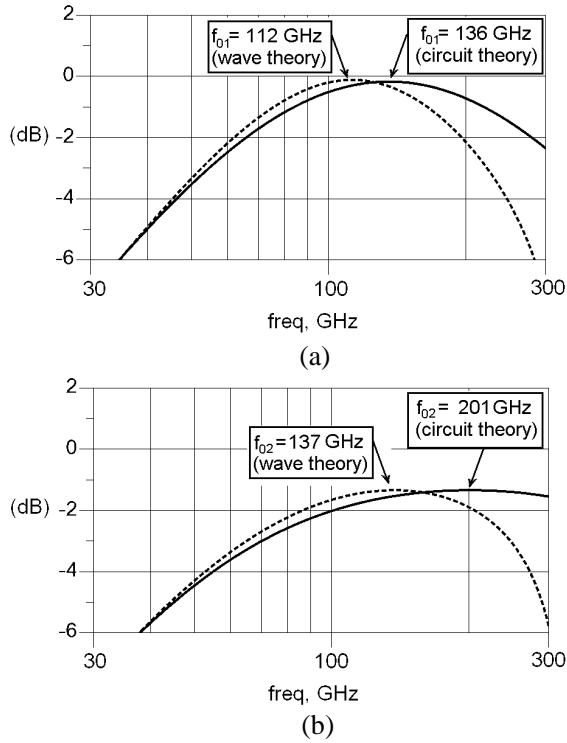 f01= 112 GHz
(wave theory)
f01= 136 GHz
(circuit theory)
2
0
(dB) -2
-4
-6
30 100 300
freq, GHz
(a)
2
f02= 201GHz
(circuit theory)
f02=137 GHz
(wave theory)
0
(dB) -2
-4
-6
30 100 300
freq, GHz
(b)